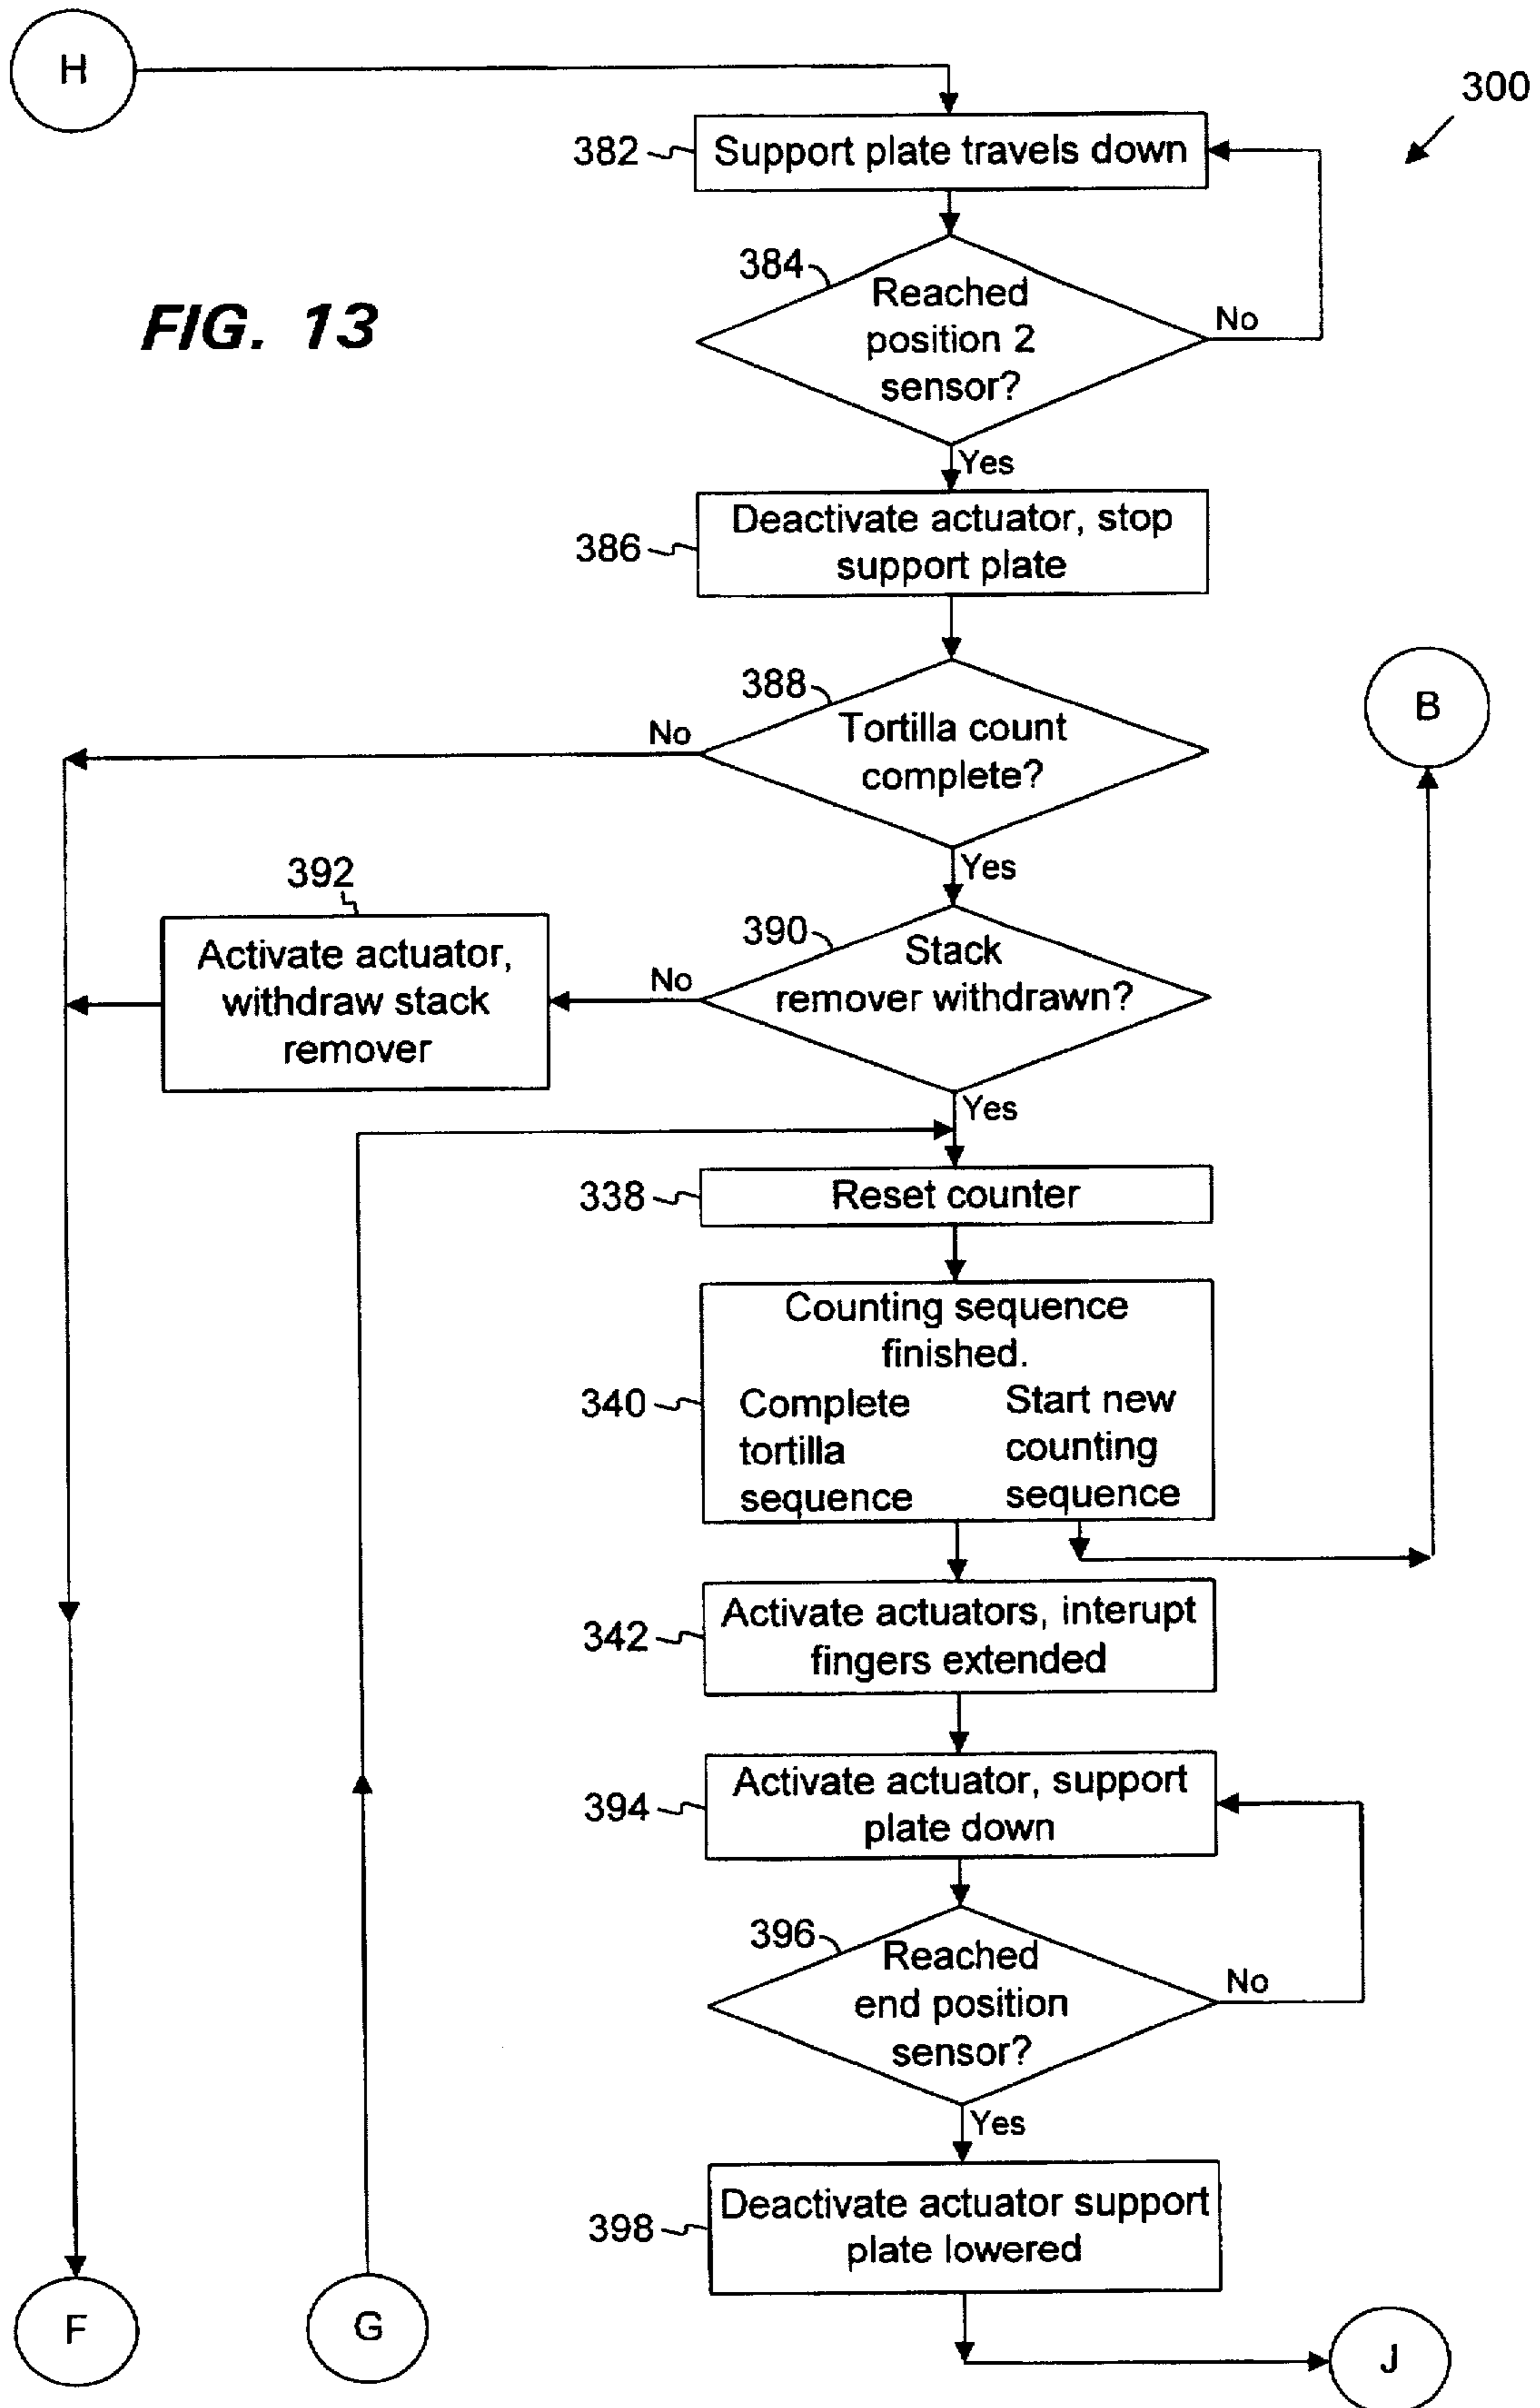 H
300
382
Support plate travels down
FIG. 13
384
Reached
position 2
sensor?
No
Yes
386
Deactivate actuator, stop
support plate
388
Tortilla count
complete?
No
B
Yes
392
Activate actuator,
withdraw stack
remover
390
Stack
remover withdrawn?
No
Yes
338
Reset counter
340
Counting sequence
finished.
Complete
tortilla
sequence
Start new
counting
sequence
342
Activate actuators, interupt
fingers extended
394
Activate actuator, support
plate down
396
Reached
end position
sensor?
No
Yes
398
Deactivate actuator support
plate lowered
F
G
J